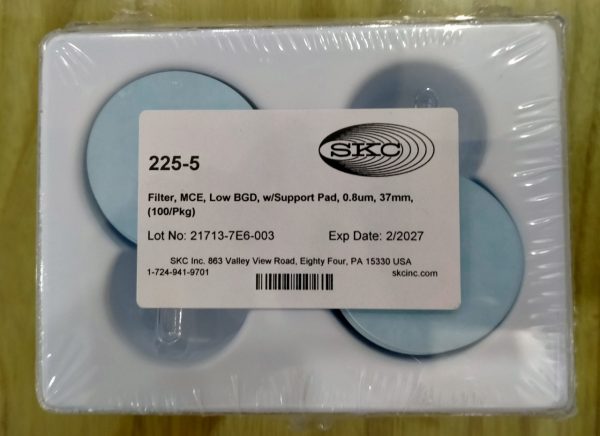 SKC
225-5
Filter, MCE, Low BGD, w/Support Pad, 0.8um, 37mm,
(100/Pkg)
Lot No: 21713-7E6-003 Exp Date: 2/2027
SKC Inc. 863 Valley View Road, Eighty Four, PA 15330 USA
1-724-941-9701 skcinc.com